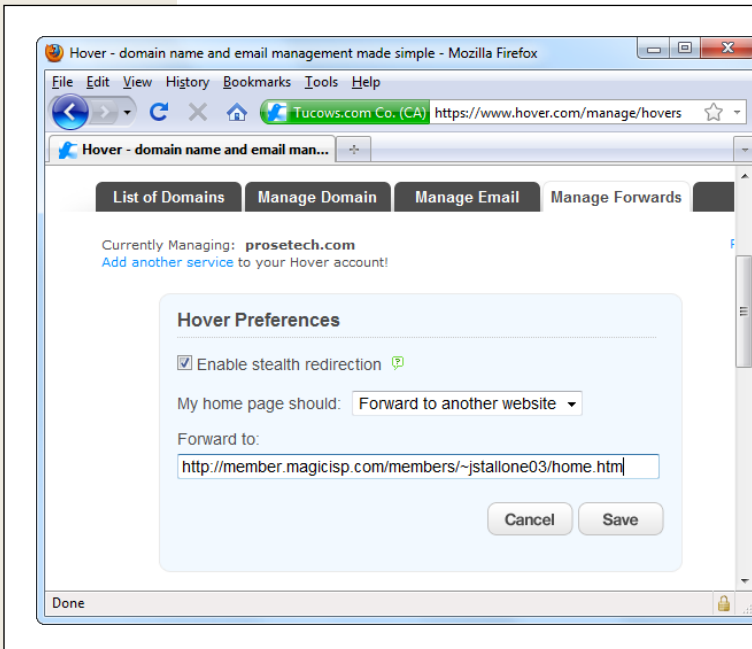 Hover - domain name and email management made simple - Mozilla Firefox
File Edit View History Bookmarks Tools Help
Tucows.com Co. (CA) https://www.hover.com/manage/hovers
Hover - domain name and email man...
List of Domains Manage Domain Manage Email Manage Forwards
Currently Managing: prosetech.com
Add another service to your Hover account!
Hover Preferences
Enable stealth redirection ?
My home page should: Forward to another website
Forward to:
http://member.magicisp.com/members/~jstallone03/home.htm
Cancel Save
Done